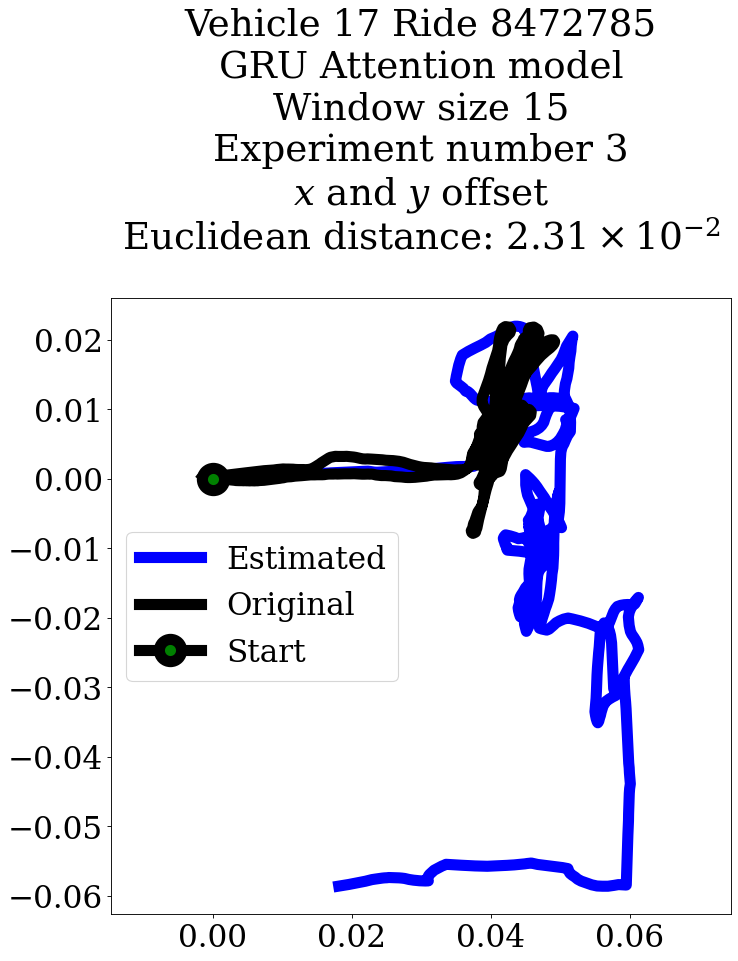 Vehicle 17 Ride 8472785
GRU Attention model
Window size 15
Experiment number 3
x and y offset
Euclidean distance: 2.31 × 10⁻²
0.02
0.01
0.00
−0.01
−0.02
−0.03
−0.04
−0.05
−0.06
Estimated
Original
Start
0.00 0.02 0.04 0.06